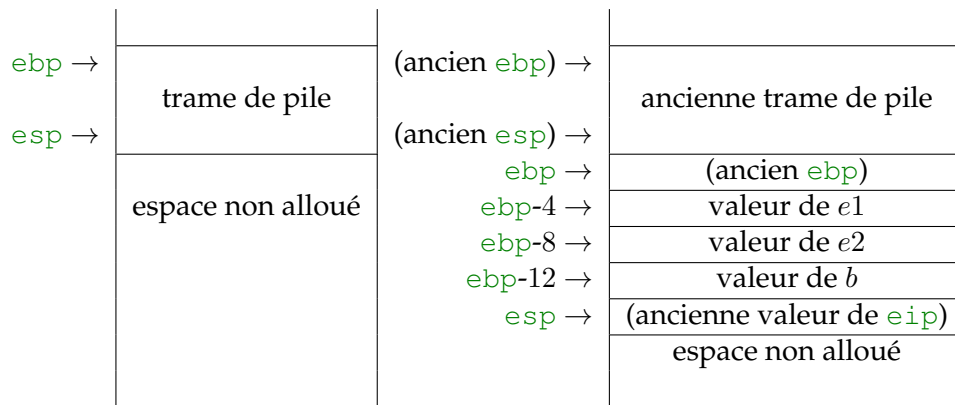 ebp → (ancien ebp) →
trame de pile ancienne trame de pile
esp → (ancien esp) →
ebp → (ancien ebp)
espace non alloué ebp-4 → valeur de e1
ebp-8 → valeur de e2
ebp-12 → valeur de b
esp → (ancienne valeur de eip)
espace non alloué